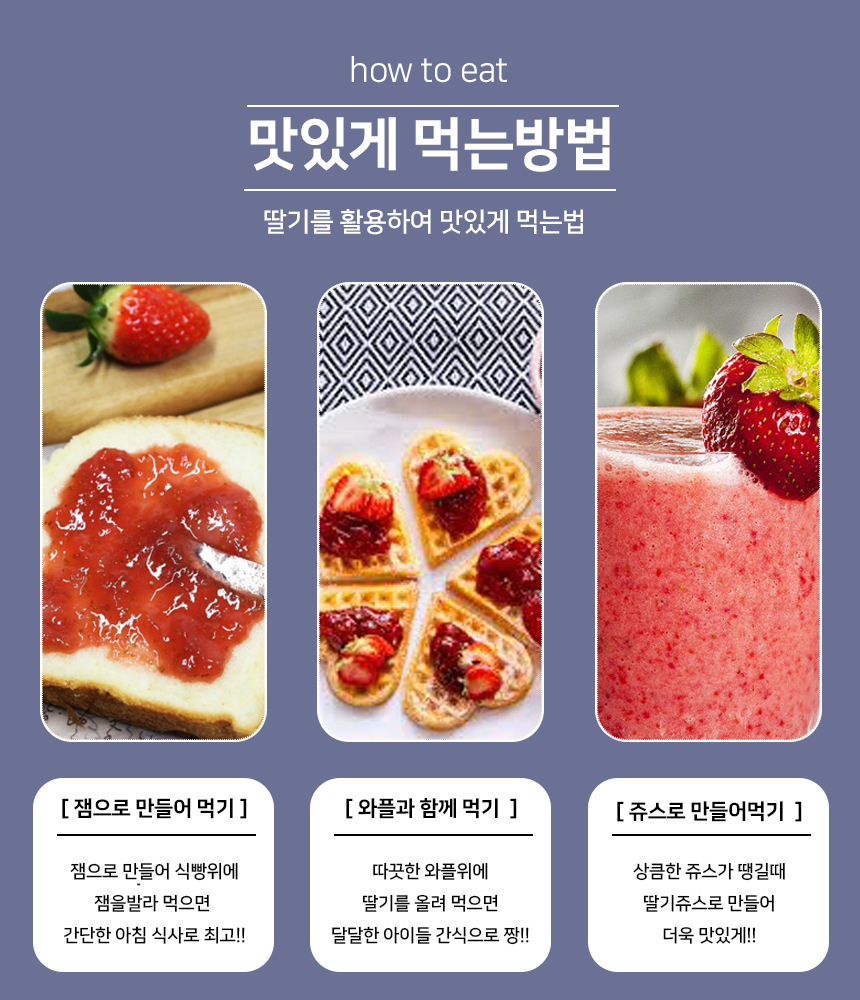 how to eat
맛있게 먹는방법
딸기를 활용하여 맛있게 먹는법
[ 잼으로 만들어 먹기 ]
잼으로 만들어 식빵위에
잼을발라 먹으면
간단한 아침 식사로 최고!!
[ 와플과 함께 먹기 ]
따끗한 와플위에
딸기를 올려 먹으면
달달한 아이들 간식으로 짱!!
[ 쥬스로 만들어먹기 ]
상큼한 쥬스가 땡길때
딸기쥬스로 만들어
더욱 맛있게!!